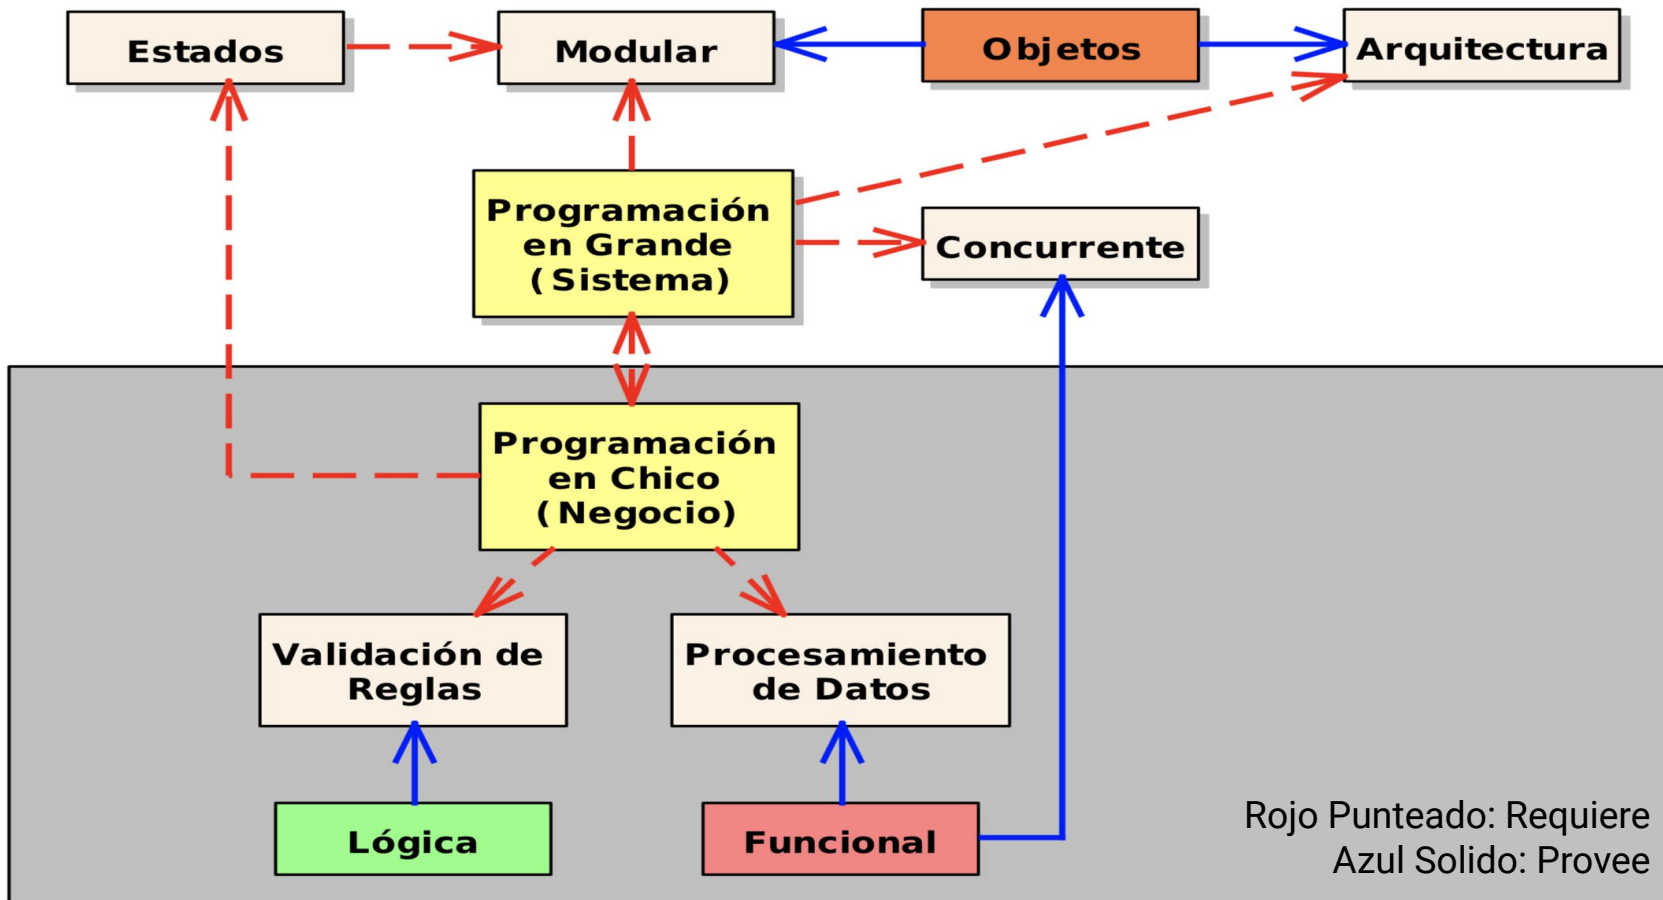 Estados
Modular
Objetos
Arquitectura
Programación
en Grande
(Sistema)
Concurrente
Programación
en Chico
(Negocio)
Validación de
Reglas
Procesamiento
de Datos
Lógica
Funcional
Rojo Punteado: Requiere
Azul Solido: Provee